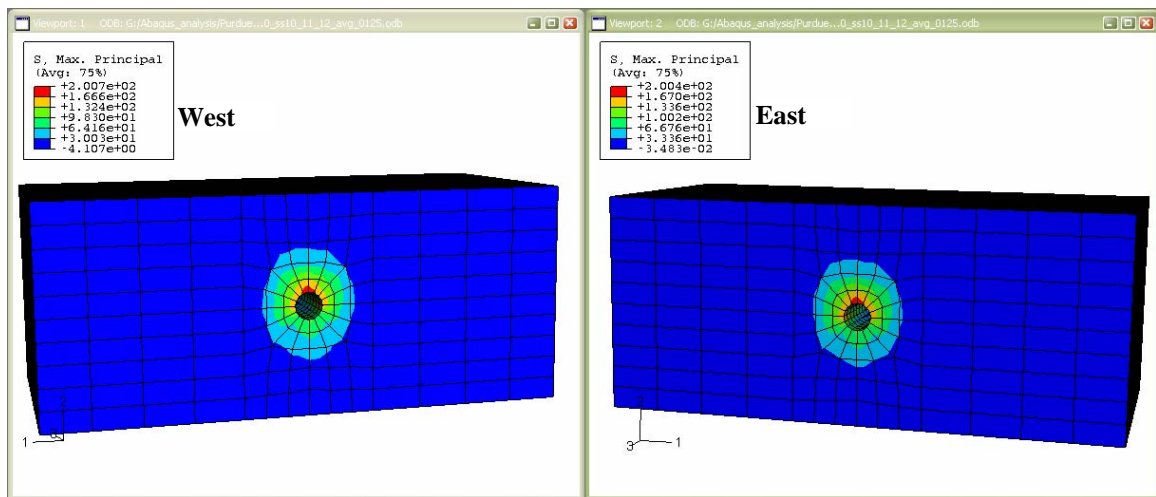 Viewport: 1 ODB: G:/Abaqus_analysis/Purdue...0_ss10_11_12_avg_0125.odb
S, Max. Principal
(Avg: 75%)
+2.007e+02
+1.666e+02
+1.324e+02
+9.830e+01
+6.416e+01
+3.003e+01
-4.107e+00
West
2
3
1
Viewport: 2 ODB: G:/Abaqus_analysis/Purdue...0_ss10_11_12_avg_0125.odb
S, Max. Principal
(Avg: 75%)
+2.004e+02
+1.670e+02
+1.336e+02
+1.002e+02
+6.676e+01
+3.336e+01
-3.483e-02
East
2
3
1